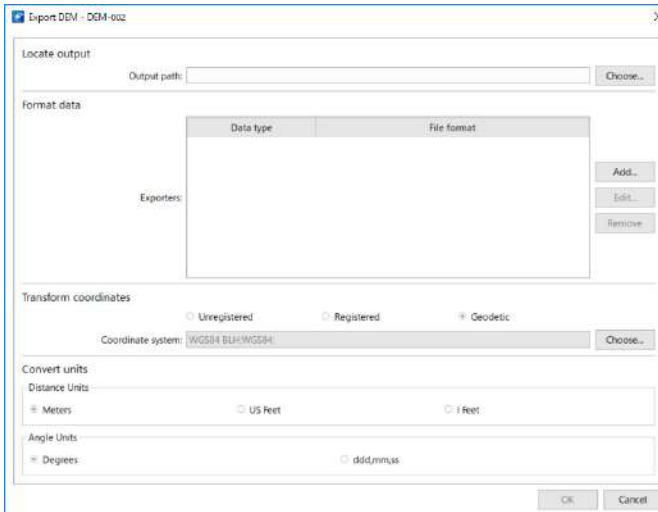 Export DEM - DEM-002
Locate output
Output path: Choose...
Format data
Data type File format
Add...
Exporters: Edit...
Remove
Transform coordinates
Unregistered Registered Geodetic
Coordinate system: WGS84 BLH;WGS84; Choose...
Convert units
Distance Units
Meters US Feet I Feet
Angle Units
Degrees ddd,mm,ss
OK Cancel